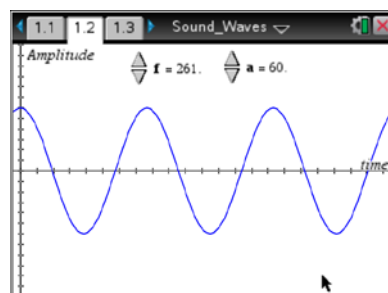 1.1 1.2 1.3 Sound_Waves
Amplitude
f = 261. a = 60.
time